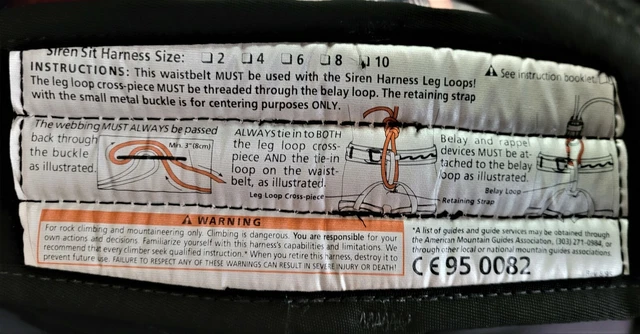 Siren Sit Harness Size: ❑ 2 ❑ 4 ❑ 6 ❑ 8 ❑ 10
INSTRUCTIONS: This waistbelt MUST be used with the Siren Harness Leg Loops!
The leg loop cross-piece MUST be threaded through the belay loop. The retaining strap
with the small metal buckle is for centering purposes ONLY.
⚠ See instruction booklet
The webbing MUST ALWAYS be passed
back through
the buckle
as illustrated.
Min. 3" (8cm)
ALWAYS tie in to BOTH
the leg loop cross-
piece AND the tie-in
loop on the waist-
belt, as illustrated.
Leg Loop Cross-piece
Belay and rappel
devices MUST be at-
tached to the belay
loop as illustrated.
Belay Loop
Retaining Strap
⚠ WARNING
For rock climbing and mountaineering only. Climbing is dangerous. You are responsible for your
own actions and decisions. Familiarize yourself with this harness's capabilities and limitations. We
recommend that every climber seek qualified instruction.* When you retire this harness, destroy it to
prevent future use. FAILURE TO RESPECT ANY OF THESE WARNINGS CAN RESULT IN SEVERE INJURY OR DEATH!
*A list of guides and guide services may be obtained through
the American Mountain Guides Association, (303) 271-0984, or
through other local or national mountain guides associations.
CE 95 0082